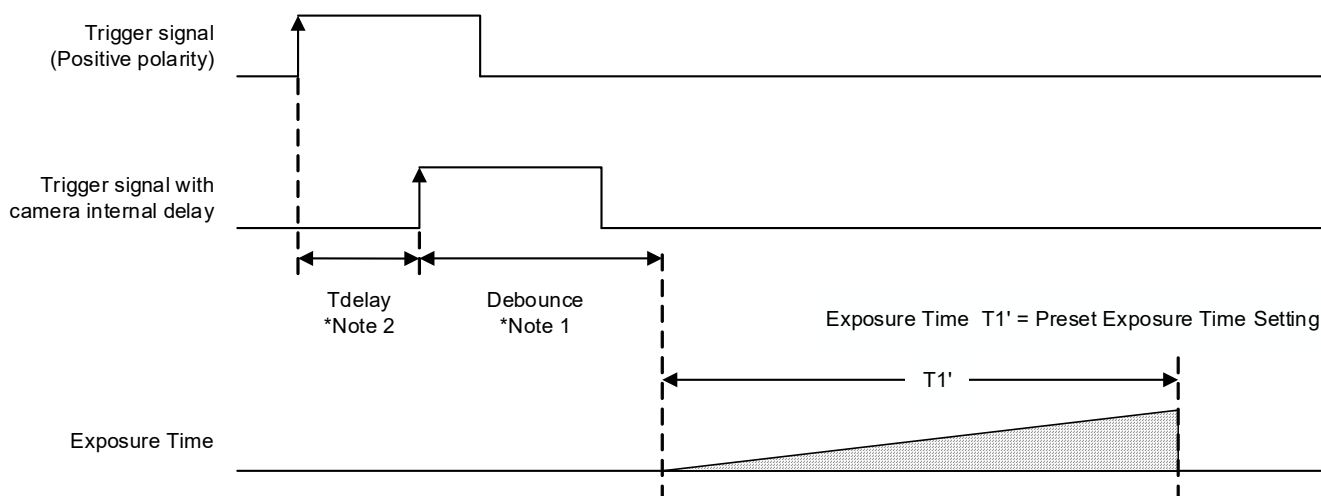 Trigger signal
(Positive polarity)
Trigger signal with
camera internal delay
Tdelay
*Note 2
Debounce
*Note 1
Exposure Time T1' = Preset Exposure Time Setting
T1'
Exposure Time